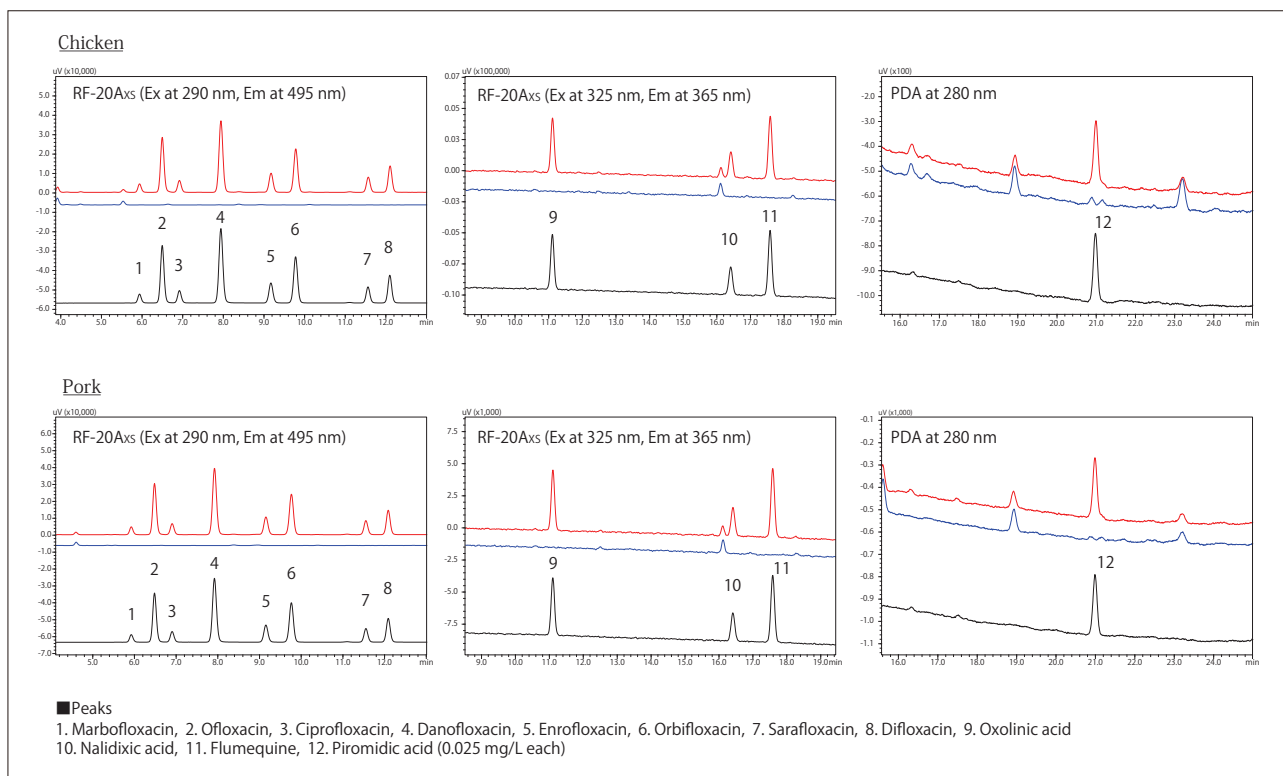 Chicken
uV (x10,000)
RF-20Axs (Ex at 290 nm, Em at 495 nm)
5.0
4.0
3.0
2.0
1.0
0.0
-1.0
-2.0
-3.0
-4.0
-5.0
-6.0
1 2 3 4 5 6 7 8
4.0 6.0 7.0 8.0 9.0 10.0 11.0 12.0 min
uV (x100,000)
RF-20Axs (Ex at 325 nm, Em at 365 nm)
0.07
0.05
0.03
0.00
-0.03
-0.05
-0.07
-0.10
9 10 11
9.0 10.0 11.0 12.0 13.0 14.0 15.0 16.0 17.0 18.0 19.0 min
uV (x100)
PDA at 280 nm
-2.0
-3.0
-4.0
-5.0
-6.0
-7.0
-8.0
-9.0
-10.0
12
16.0 17.0 18.0 19.0 20.0 21.0 22.0 23.0 24.0 min
Pork
uV (x10,000)
RF-20Axs (Ex at 290 nm, Em at 495 nm)
6.0
5.0
4.0
3.0
2.0
1.0
0.0
-1.0
-2.0
-3.0
-4.0
-5.0
-6.0
-7.0
1 2 3 4 5 6 7 8
5.0 6.0 7.0 8.0 9.0 10.0 11.0 12.0 min
uV (x1,000)
RF-20Axs (Ex at 325 nm, Em at 365 nm)
7.5
5.0
2.5
0.0
-2.5
-5.0
-7.5
9 10 11
9.0 10.0 11.0 12.0 13.0 14.0 15.0 16.0 17.0 18.0 19.0 min
uV (x1,000)
PDA at 280 nm
-0.1
-0.2
-0.3
-0.4
-0.5
-0.6
-0.7
-0.8
-0.9
-1.0
-1.1
12
16.0 17.0 18.0 19.0 20.0 21.0 22.0 23.0 24.0 min
■Peaks
1. Marbofloxacin, 2. Ofloxacin, 3. Ciprofloxacin, 4. Danofloxacin, 5. Enrofloxacin, 6. Orbifloxacin, 7. Sarafloxacin, 8. Difloxacin, 9. Oxolinic acid
10. Nalidixic acid, 11. Flumequine, 12. Piromidic acid (0.025 mg/L each)